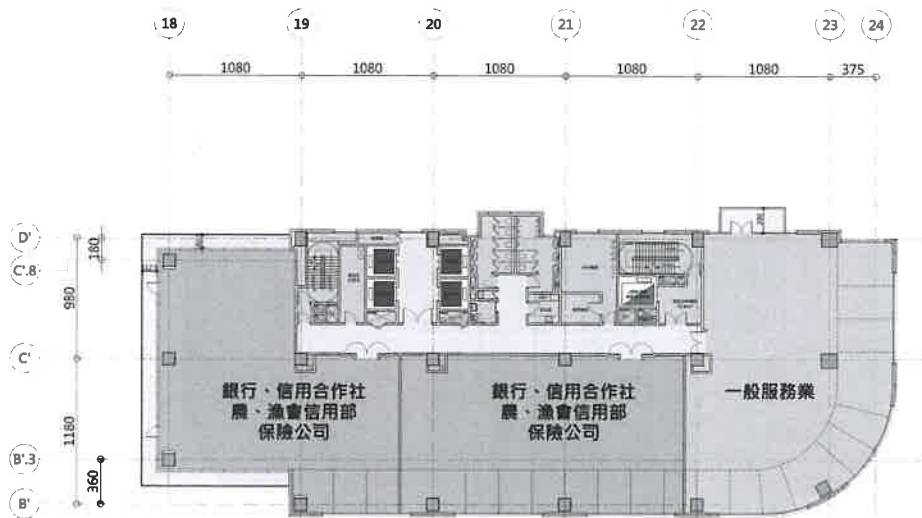 18 19 20 21 22 23 24
1080 1080 1080 1080 1080 375
D'
180
C'.8
980
C'
銀行、信用合作社
農、漁會信用部
保險公司
銀行、信用合作社
農、漁會信用部
保險公司
一般服務業
1180
B'.3
360
B'